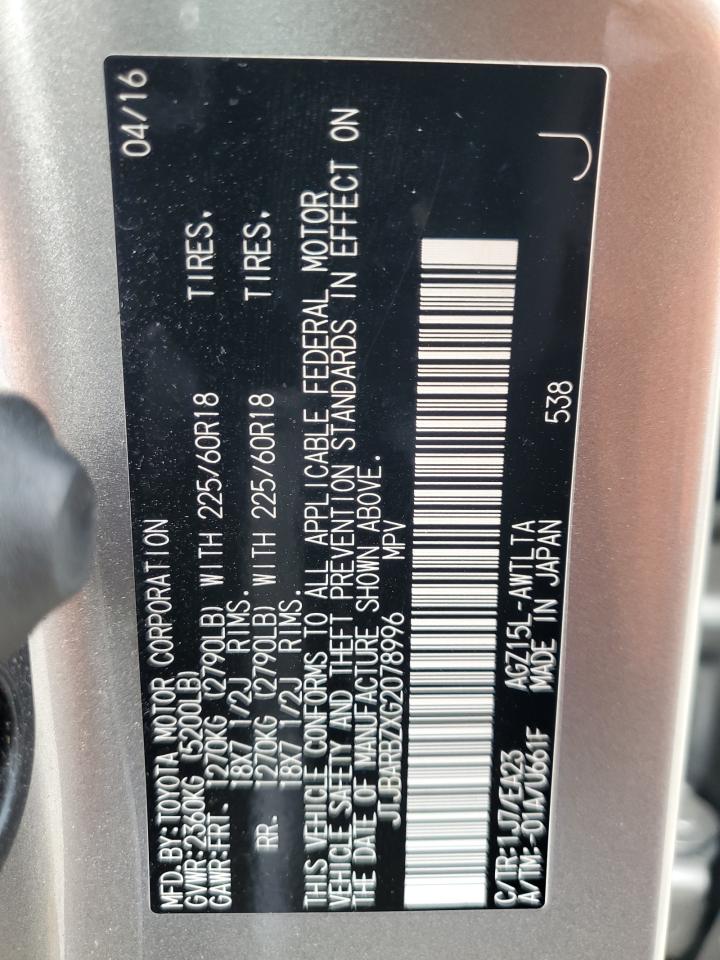 MFD.BY:TOYOTA MOTOR CORPORATION 04/16
GVWR:2360KG (5200LB)
GAWR:FRT. 1270KG (2790LB) WITH 225/60R18 TIRES.
18X7 1/2J RIMS.
RR. 1270KG (2790LB) WITH 225/60R18 TIRES.
18X7 1/2J RIMS.
THIS VEHICLE CONFORMS TO ALL APPLICABLE FEDERAL MOTOR
VEHICLE SAFETY AND THEFT PREVENTION STANDARDS IN EFFECT ON
THE DATE OF MANUFACTURE SHOWN ABOVE.
JTJBARBZXG2078996 MPV
C/TR:1J7/EA23 AGZ15L-AWTLTA
A/TM:-01A/U661F MADE IN JAPAN 538
J